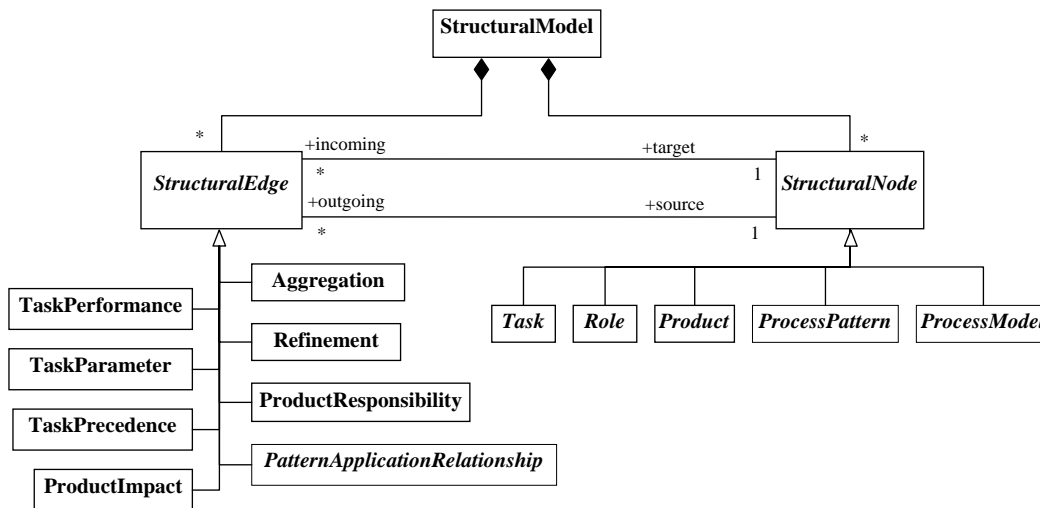 StructuralModel
*
+incoming
*
+target
1
*
StructuralEdge
StructuralNode
+outgoing
*
+source
1
Aggregation
TaskPerformance
Refinement
TaskParameter
ProductResponsibility
TaskPrecedence
PatternApplicationRelationship
ProductImpact
Task
Role
Product
ProcessPattern
ProcessModel